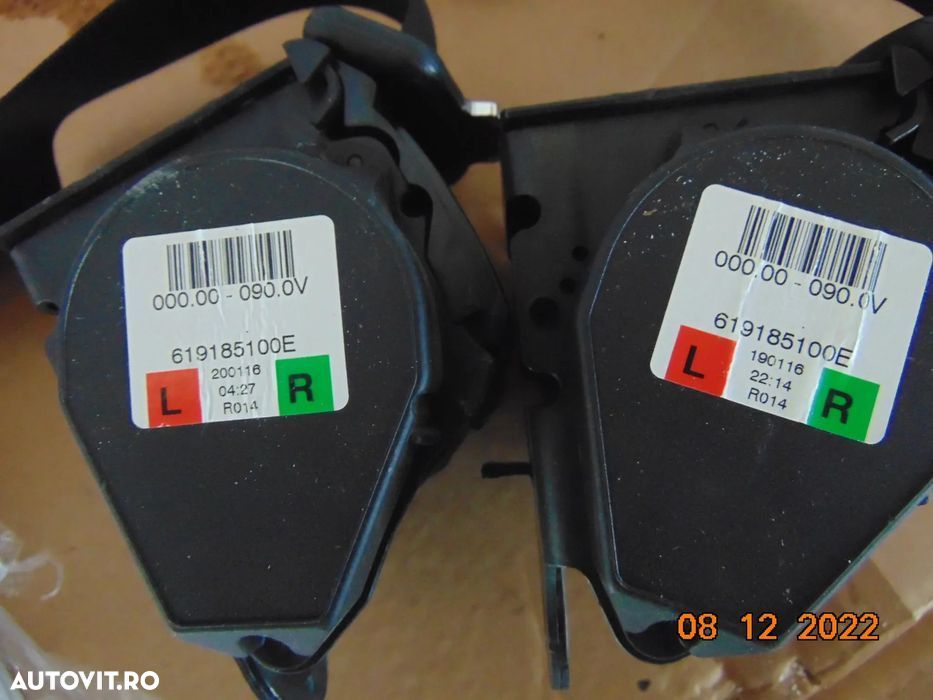 000.00 - 090.0V
619185100E
L
200116
04:27
R014
R
000.00 - 090.0V
619185100E
L
190116
22:14
R014
R
08 12 2022
AUTOVIT.RO